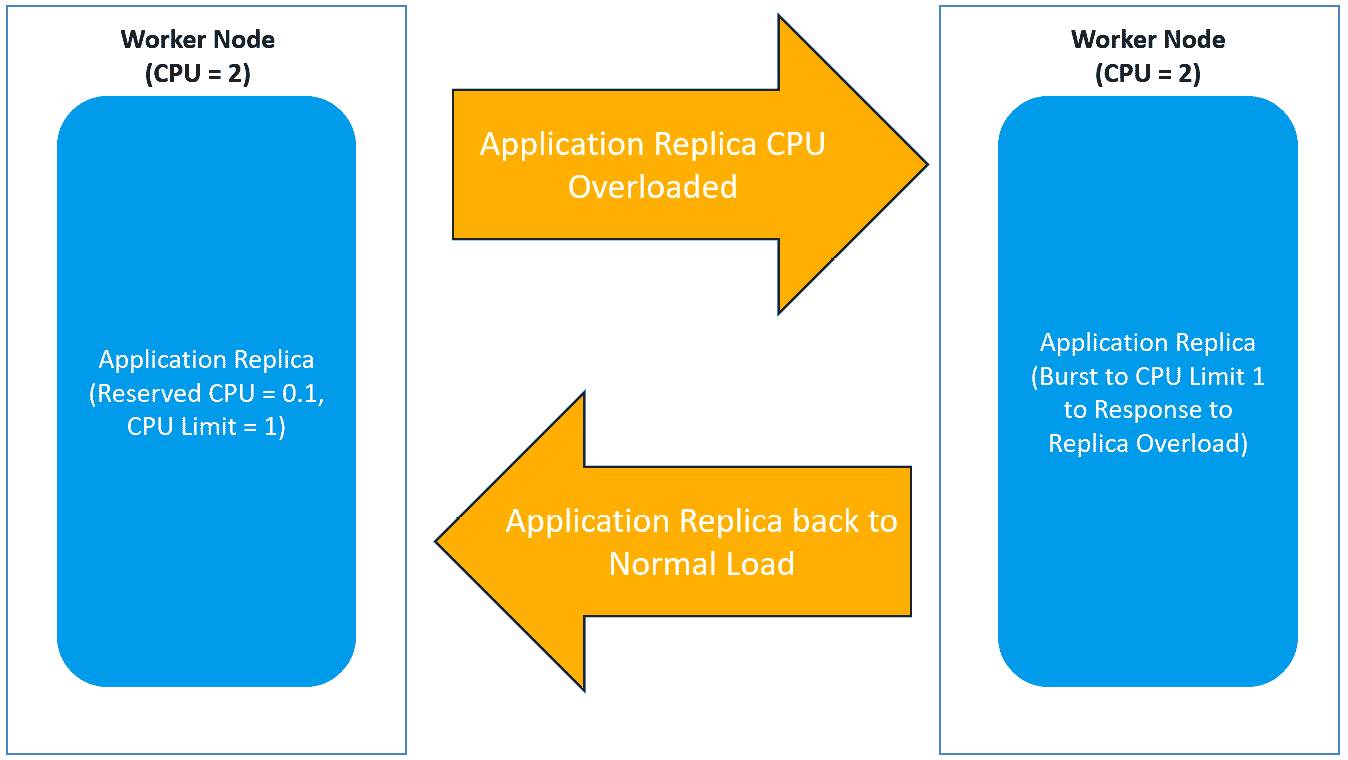 Worker Node
(CPU = 2)
Application Replica
(Reserved CPU = 0.1,
CPU Limit = 1)
Application Replica CPU
Overloaded
Application Replica back to
Normal Load
Worker Node
(CPU = 2)
Application Replica
(Burst to CPU Limit 1
to Response to
Replica Overload)